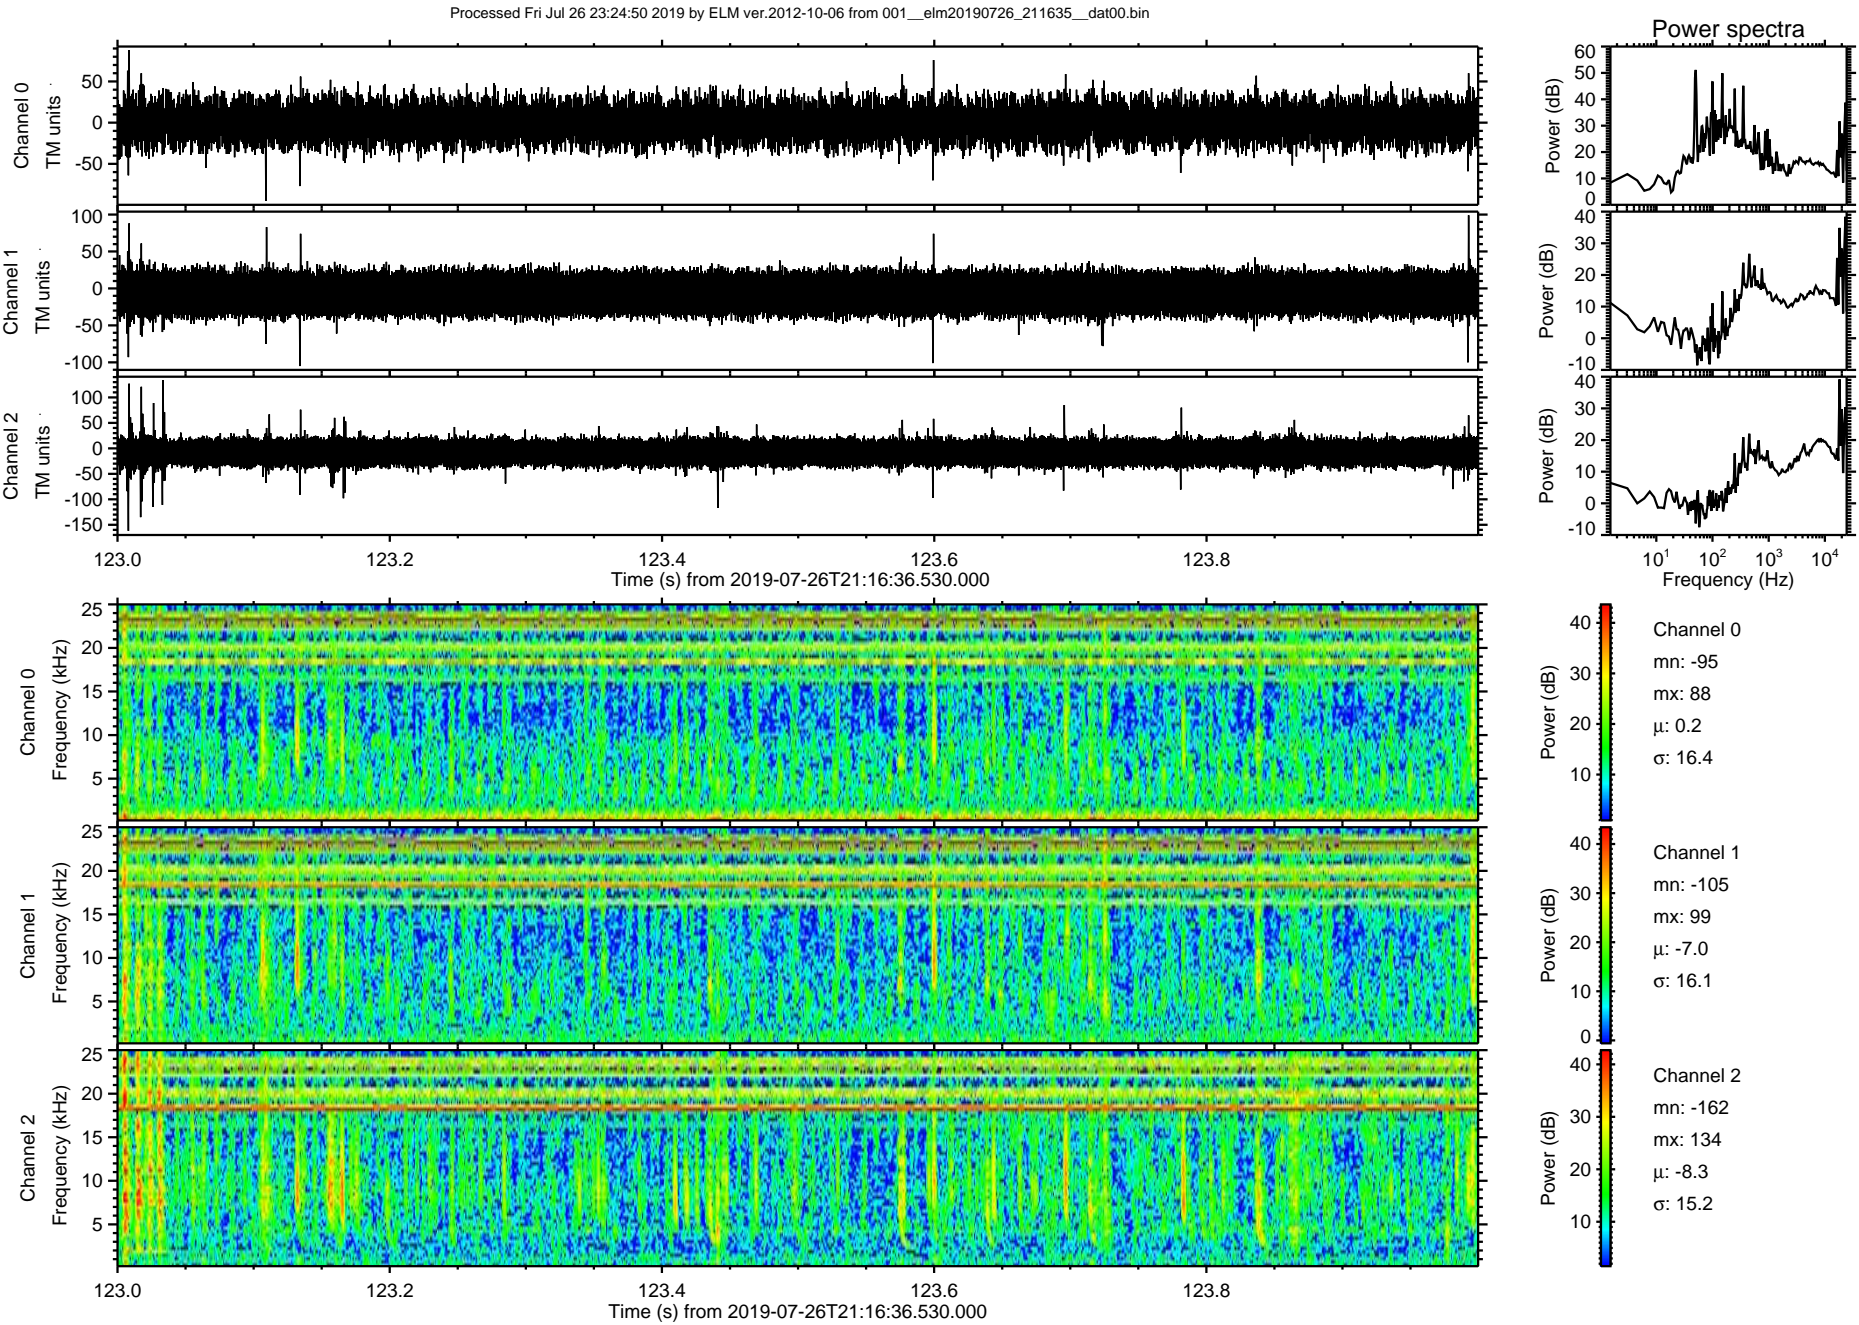 Processed Fri Jul 26 23:24:50 2019 by ELM ver.2012-10-06 from 001__elm20190726_211635__dat00.bin
Power spectra
Channel 0
TM units
50
0
-50
Power (dB)
60
50
40
30
20
10
0
Channel 1
TM units
100
50
0
-50
-100
Power (dB)
40
30
20
10
0
-10
Channel 2
TM units
100
50
0
-50
-100
-150
Power (dB)
40
30
20
10
0
-10
123.0 123.2 123.4 123.6 123.8
Time (s) from 2019-07-26T21:16:36.530.000
10¹ 10² 10³ 10⁴
Frequency (Hz)
Channel 0
Frequency (kHz)
25
20
15
10
5
Power (dB)
40
30
20
10
Channel 0
mn: -95
mx: 88
μ: 0.2
σ: 16.4
Channel 1
Frequency (kHz)
25
20
15
10
5
Power (dB)
40
30
20
10
0
Channel 1
mn: -105
mx: 99
μ: -7.0
σ: 16.1
Channel 2
Frequency (kHz)
25
20
15
10
5
Power (dB)
40
30
20
10
Channel 2
mn: -162
mx: 134
μ: -8.3
σ: 15.2
123.0 123.2 123.4 123.6 123.8
Time (s) from 2019-07-26T21:16:36.530.000